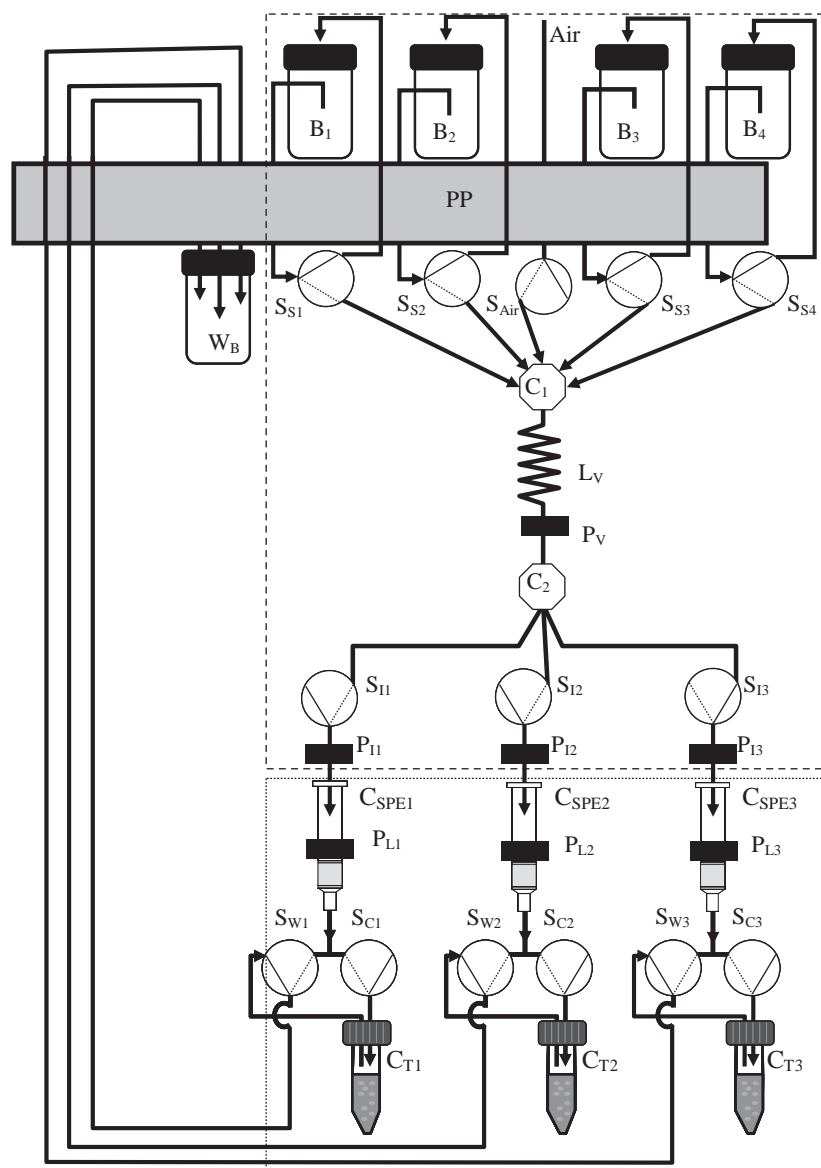 Air
B1 B2 B3 B4
PP
SS1 SS2 SAir SS3 SS4
WB
C1
LV
PV
C2
SI1 SI2 SI3
PI1 PI2 PI3
CSPE1 CSPE2 CSPE3
PL1 PL2 PL3
SW1 SC1 SW2 SC2 SW3 SC3
CT1 CT2 CT3